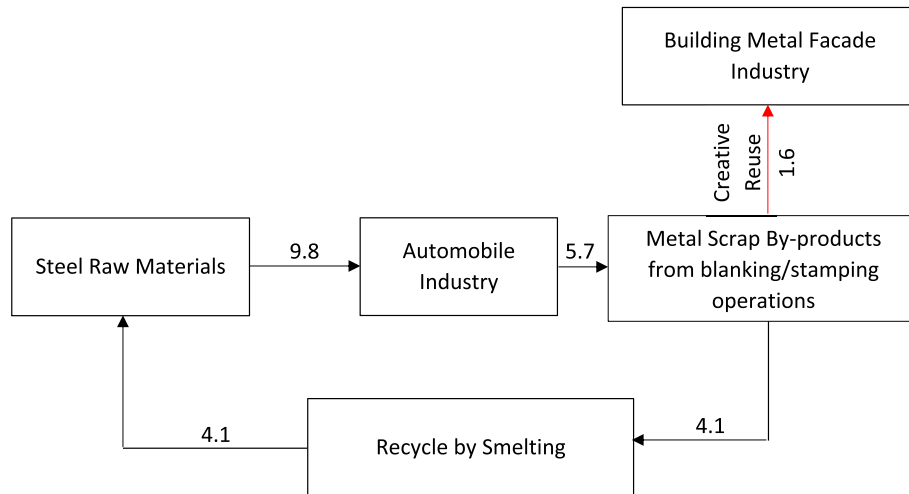 Building Metal Facade
Industry
Creative
Reuse
1.6
Steel Raw Materials
9.8
Automobile
Industry
5.7
Metal Scrap By-products
from blanking/stamping
operations
4.1
Recycle by Smelting
4.1